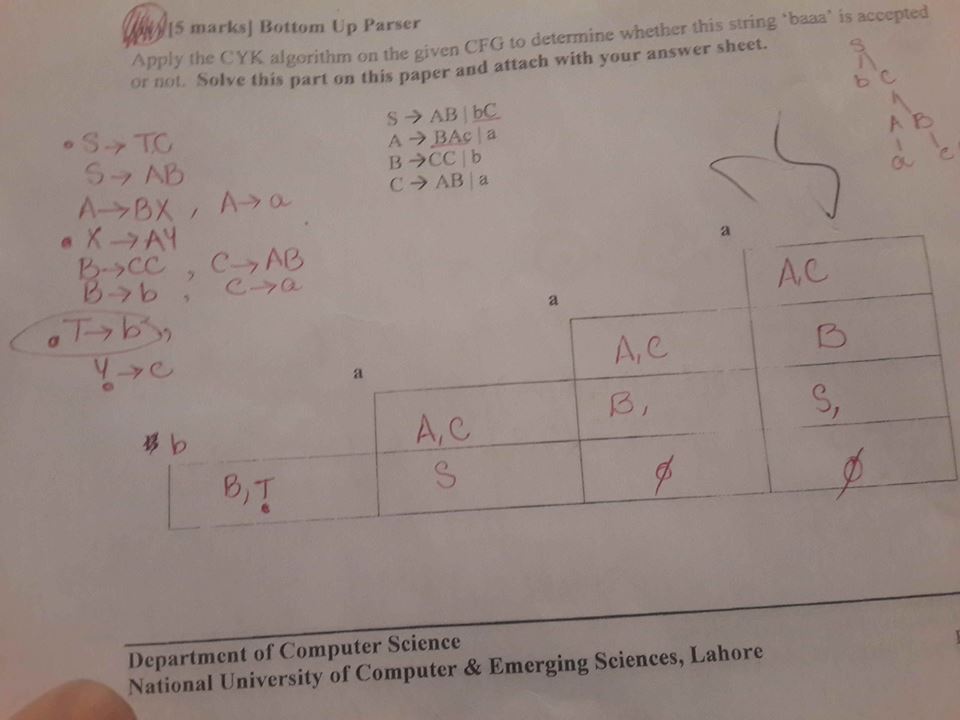 [5 marks] Bottom Up Parser
Apply the CYK algorithm on the given CFG to determine whether this string 'baaa' is accepted
or not. Solve this part on this paper and attach with your answer sheet.
S → AB | bC
A → BAc | a
B → CC | b
C → AB | a
S
b C
A B
a c
• S → TC
S → AB
A → BX , A → a
• X → AY
B → CC , C → AB
B → b , C → a
• T → b ,
Y → c
a
A,C
a
A,C B
a
A,C B, S,
b
B,T S ϕ ϕ
Department of Computer Science
National University of Computer & Emerging Sciences, Lahore